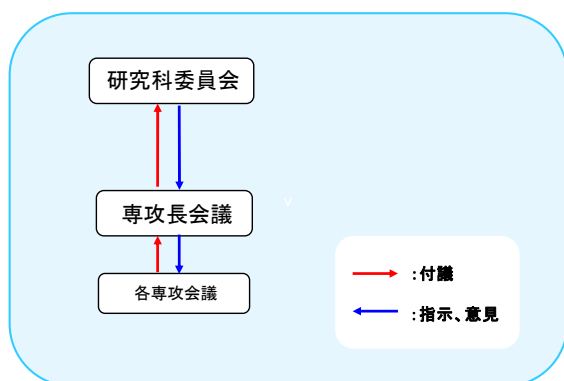 研究科委員会
専攻長会議
v
各専攻会議
:付議
:指示、意見